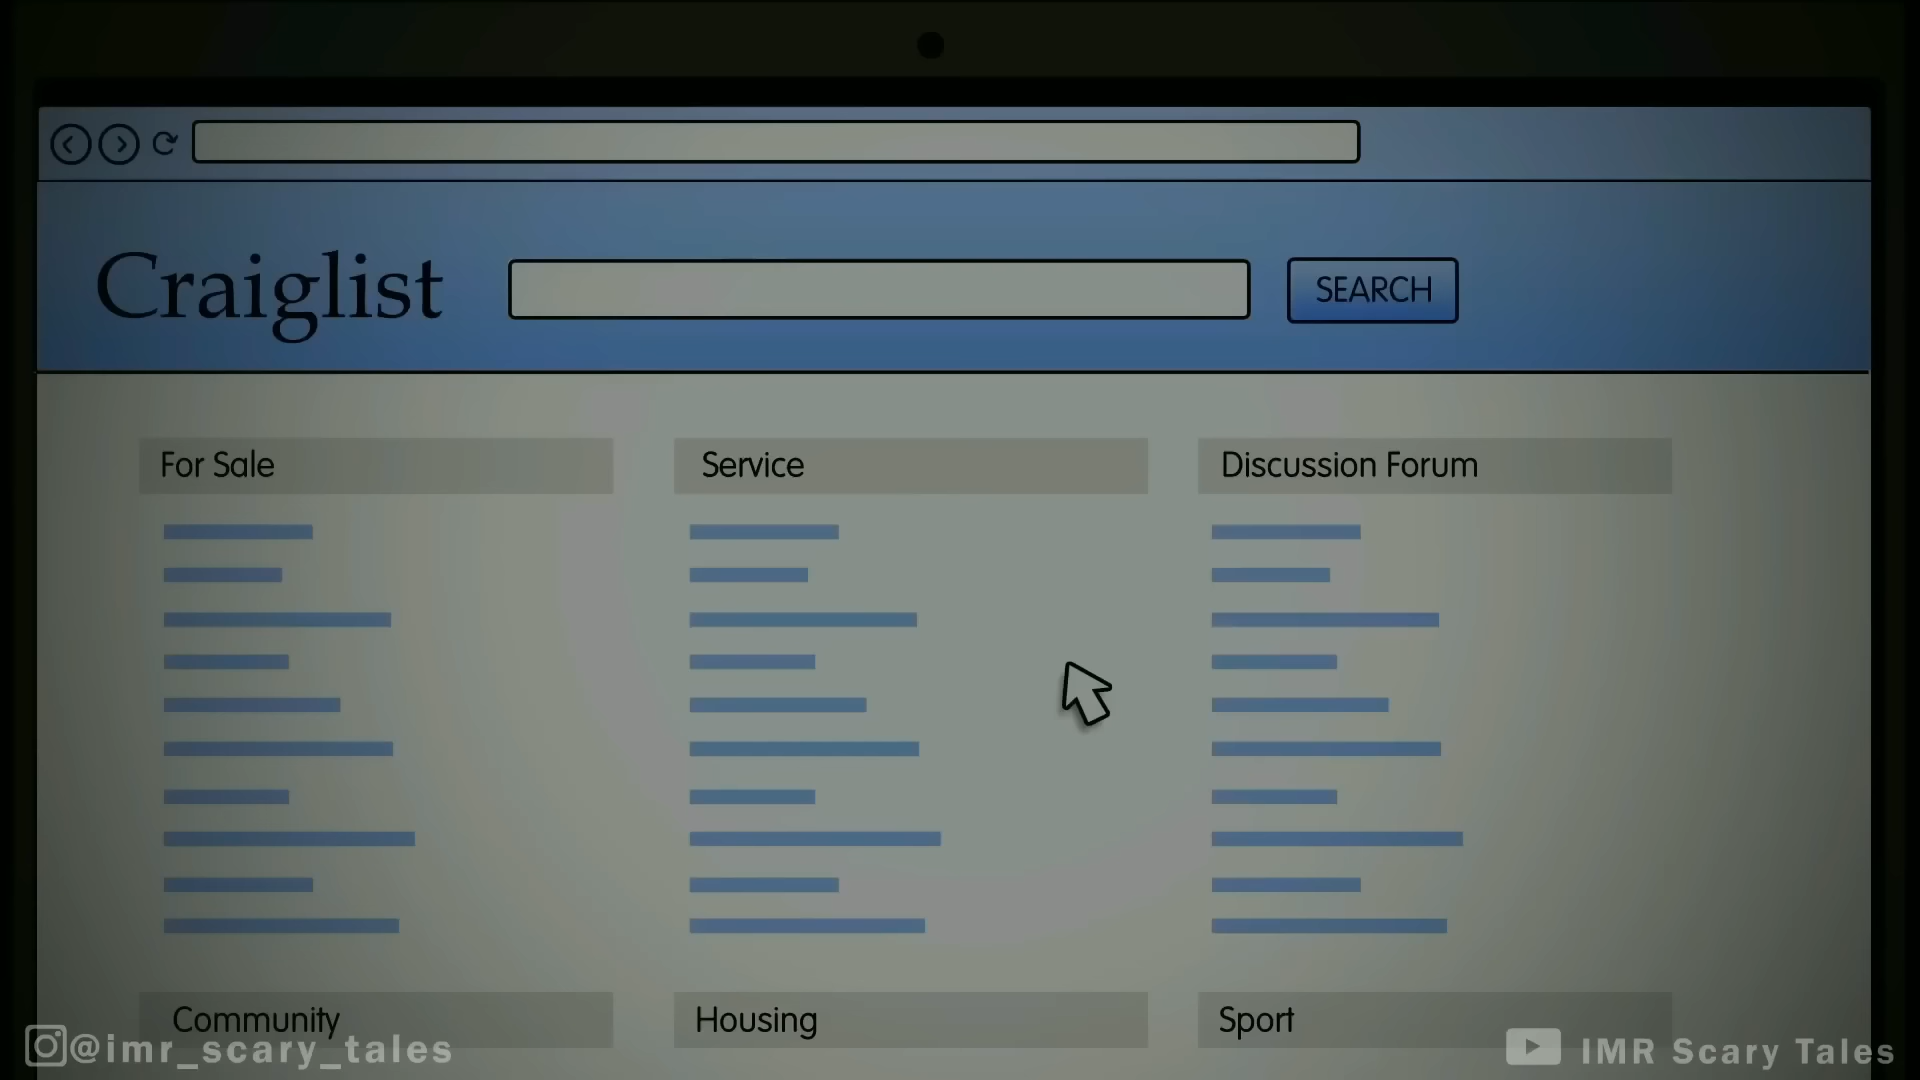 Craiglist
SEARCH
For Sale
Service
Discussion Forum
Community
Housing
Sport
@imr_scary_tales
IMR Scary Tales